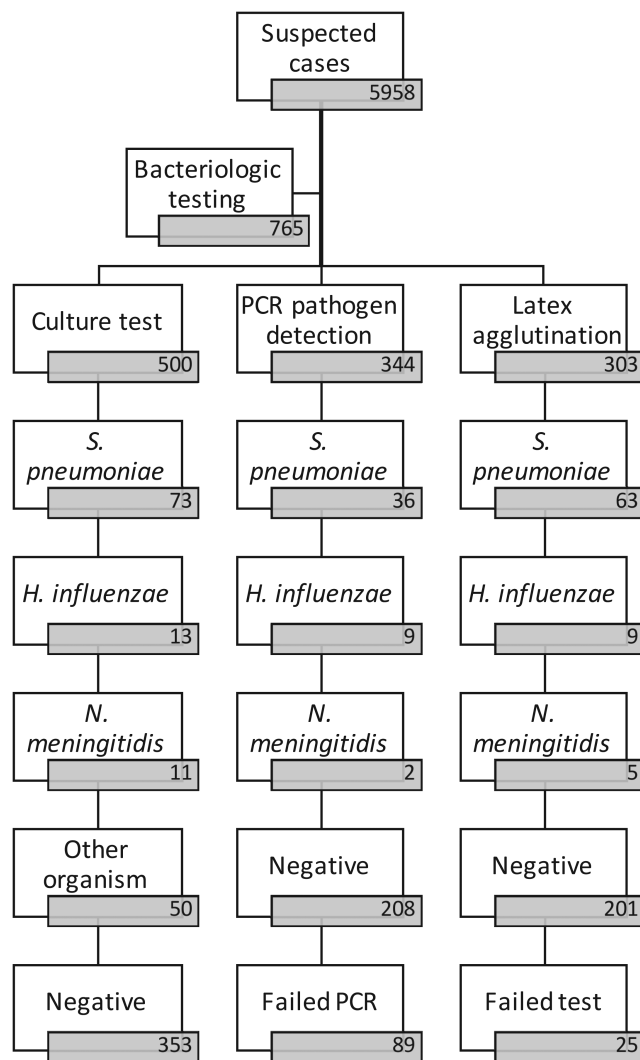 Suspected
cases
5958
Bacteriologic
testing
765
Culture test
500
PCR pathogen
detection
344
Latex
agglutination
303
S.
pneumoniae
73
S.
pneumoniae
36
S.
pneumoniae
63
H. influenzae
13
H. influenzae
9
H. influenzae
9
N.
meningitidis
11
N.
meningitidis
2
N.
meningitidis
5
Other
organism
50
Negative
208
Negative
201
Negative
353
Failed PCR
89
Failed test
25